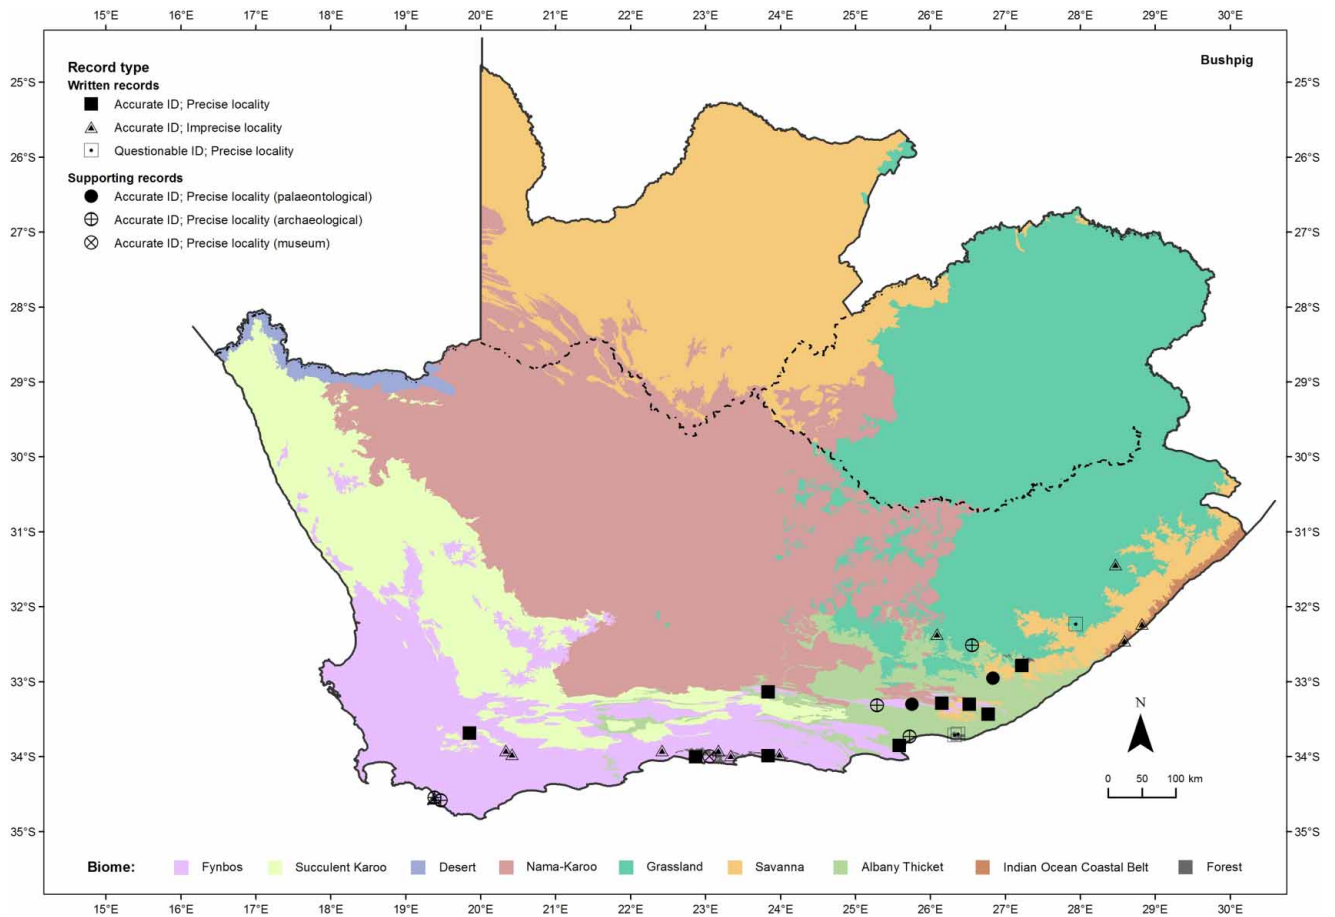 15°E 16°E 17°E 18°E 19°E 20°E 21°E 22°E 23°E 24°E 25°E 26°E 27°E 28°E 29°E 30°E
Bushpig
Record type
Written records
Accurate ID; Precise locality
Accurate ID; Imprecise locality
Questionable ID; Precise locality
Supporting records
Accurate ID; Precise locality (palaeontological)
Accurate ID; Precise locality (archaeological)
Accurate ID; Precise locality (museum)
25°S 25°S
26°S 26°S
27°S 27°S
28°S 28°S
29°S 29°S
30°S 30°S
31°S 31°S
32°S 32°S
33°S 33°S
N
34°S 34°S
0 50 100 km
35°S 35°S
Biome: Fynbos Succulent Karoo Desert Nama-Karoo Grassland Savanna Albany Thicket Indian Ocean Coastal Belt Forest
15°E 16°E 17°E 18°E 19°E 20°E 21°E 22°E 23°E 24°E 25°E 26°E 27°E 28°E 29°E 30°E